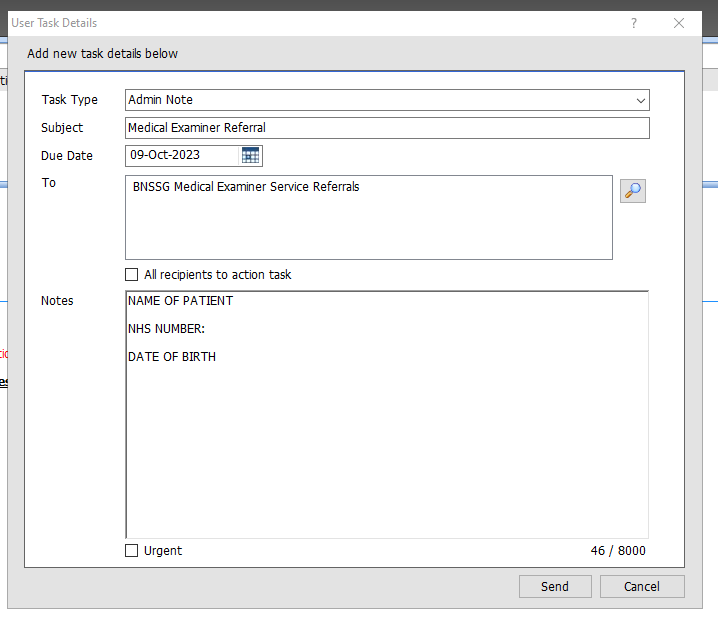 User Task Details ?
Add new task details below
Task Type Admin Note
Subject Medical Examiner Referral
Due Date 09-Oct-2023
To BNSSG Medical Examiner Service Referrals
All recipients to action task
Notes NAME OF PATIENT
NHS NUMBER:
DATE OF BIRTH
Urgent 46 / 8000
Send Cancel